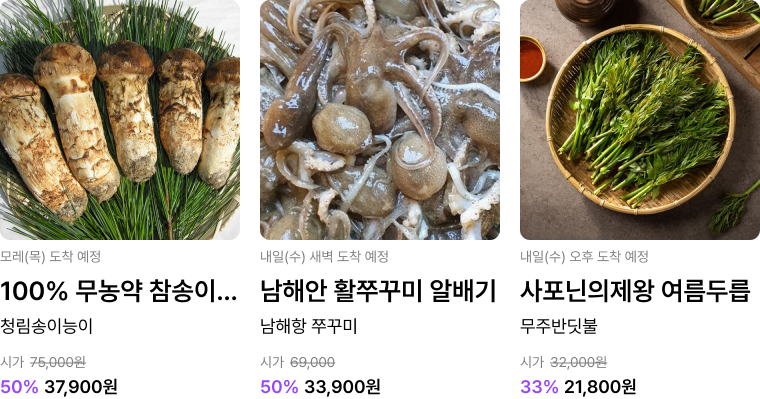 모레(목) 도착 예정
100% 무농약 참송이...
청림송이능이
시가 75,000원
50% 37,900원
내일(수) 새벽 도착 예정
남해안 활쭈꾸미 알배기
남해항 쭈꾸미
시가 69,000
50% 33,900원
내일(수) 오후 도착 예정
사포닌의제왕 여름두릅
무주반딧불
시가 32,000원
33% 21,800원